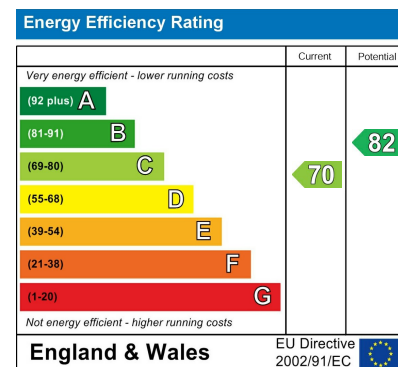 Energy Efficiency Rating
Current Potential
Very energy efficient - lower running costs
(92 plus) A
(81-91) B
82
(69-80) C
70
(55-68) D
(39-54) E
(21-38) F
(1-20) G
Not energy efficient - higher running costs
England & Wales
EU Directive
2002/91/EC